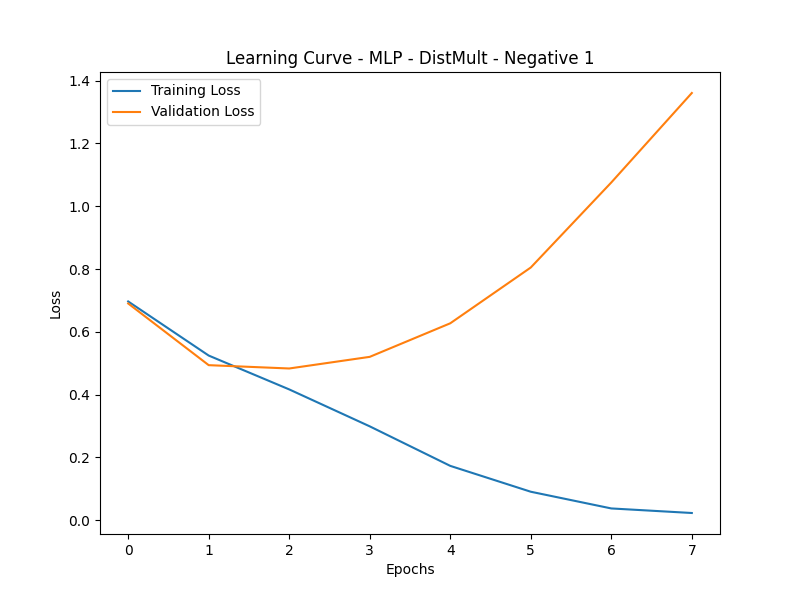 Learning Curve - MLP - DistMult - Negative 1
Training Loss
Validation Loss
1.4
1.2
1.0
0.8
0.6
0.4
0.2
0.0
Loss
0 1 2 3 4 5 6 7
Epochs